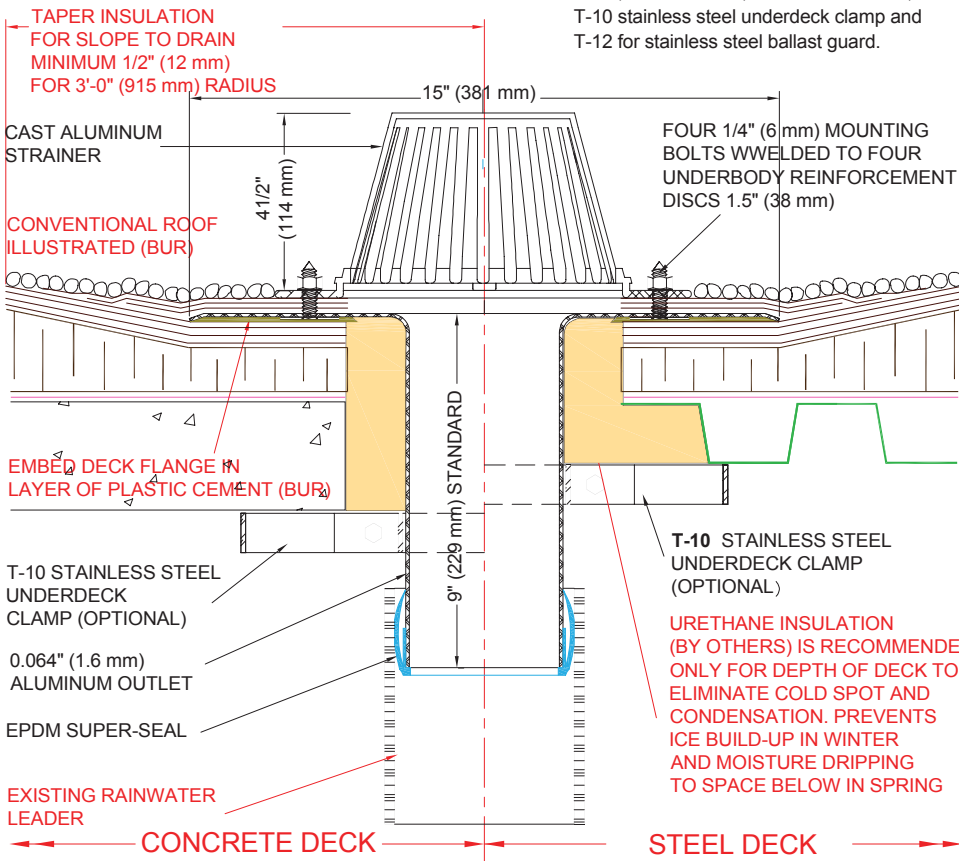 TAPER INSULATION
FOR SLOPE TO DRAIN
MINIMUM 1/2" (12 mm)
FOR 3'-0" (915 mm) RADIUS
T-10 stainless steel underdeck clamp and
T-12 for stainless steel ballast guard.
15" (381 mm)
CAST ALUMINUM
STRAINER
41/2"
(114 mm)
FOUR 1/4" (6 mm) MOUNTING
BOLTS WWELDED TO FOUR
UNDERBODY REINFORCEMENT
DISCS 1.5" (38 mm)
CONVENTIONAL ROOF
ILLUSTRATED (BUR)
EMBED DECK FLANGE IN
LAYER OF PLASTIC CEMENT (BUR)
9" (229 mm) STANDARD
T-10 STAINLESS STEEL
UNDERDECK
CLAMP (OPTIONAL)
T-10 STAINLESS STEEL
UNDERDECK CLAMP
(OPTIONAL)
0.064" (1.6 mm)
ALUMINUM OUTLET
EPDM SUPER-SEAL
URETHANE INSULATION
(BY OTHERS) IS RECOMMENDE
ONLY FOR DEPTH OF DECK TO
ELIMINATE COLD SPOT AND
CONDENSATION. PREVENTS
ICE BUILD-UP IN WINTER
AND MOISTURE DRIPPING
TO SPACE BELOW IN SPRING
EXISTING RAINWATER
LEADER
CONCRETE DECK
STEEL DECK